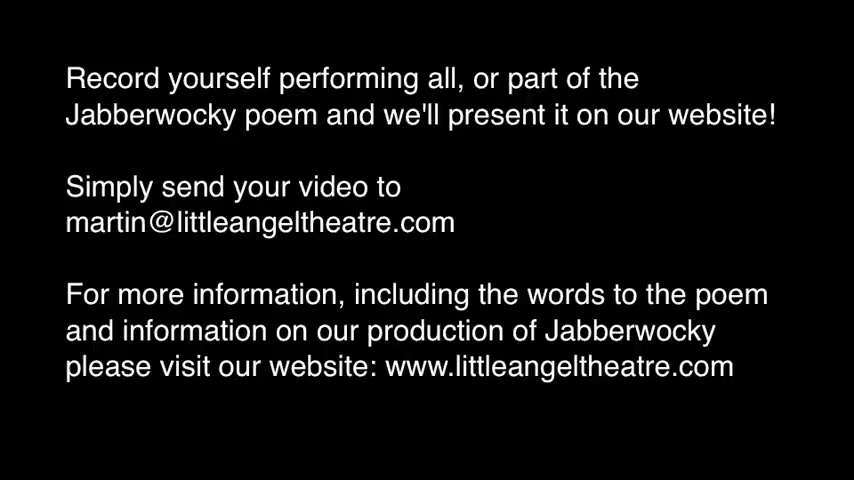 Record yourself performing all, or part of the
Jabberwocky poem and we'll present it on our website!
Simply send your video to
martin@littleangeltheatre.com
For more information, including the words to the poem
and information on our production of Jabberwocky
please visit our website: www.littleangeltheatre.com